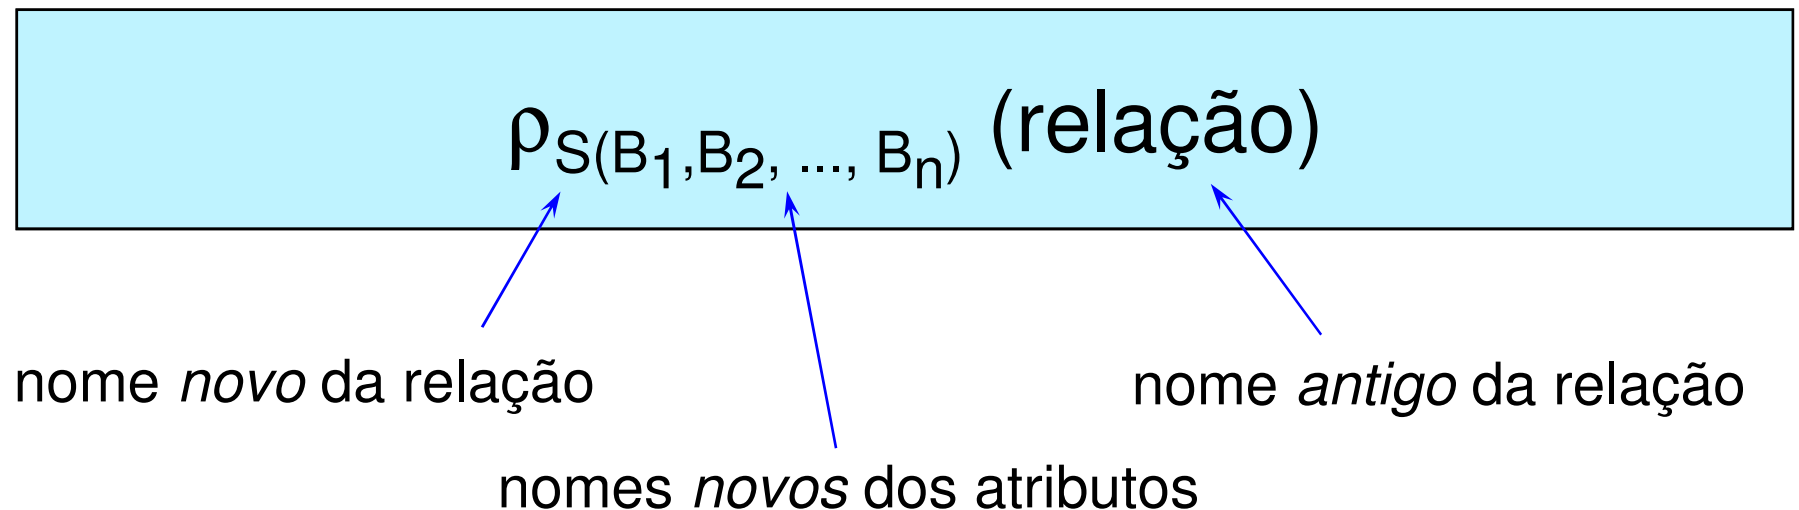 ρS(B1,B2, ..., Bn) (relação)
nome novo da relação
nome antigo da relação
nomes novos dos atributos